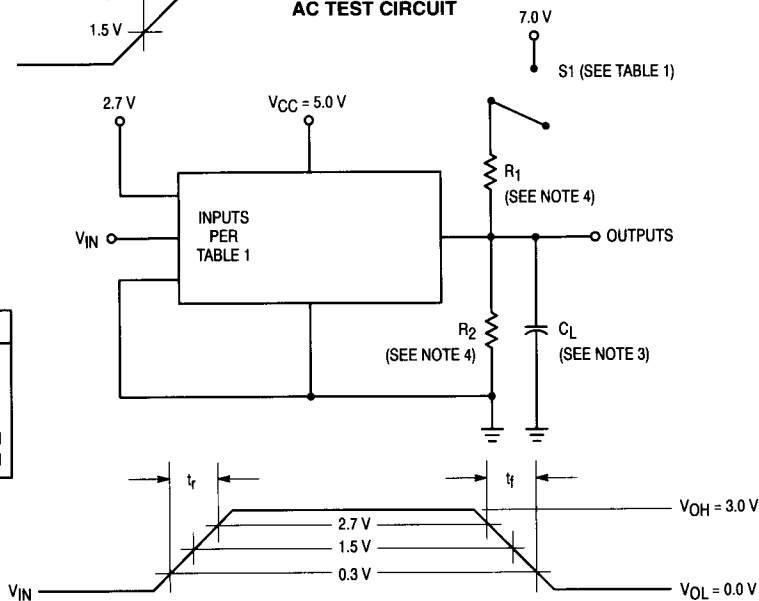 AC TEST CIRCUIT
1.5 V
7.0 V
S1 (SEE TABLE 1)
2.7 V
VCC = 5.0 V
R1
(SEE NOTE 4)
INPUTS
PER
TABLE 1
VIN
OUTPUTS
R2
(SEE NOTE 4)
CL
(SEE NOTE 3)
tr
tf
VOH = 3.0 V
2.7 V
1.5 V
0.3 V
VIN
VOL = 0.0 V